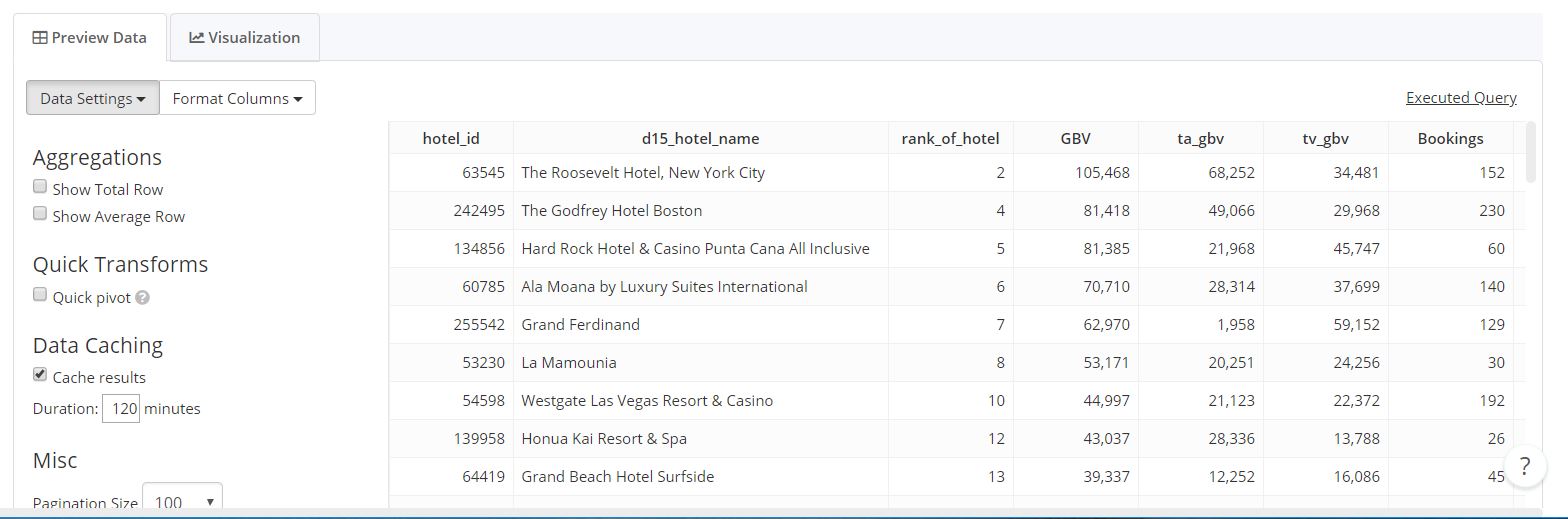 Preview Data Visualization
Data Settings Format Columns Executed Query
Aggregations
Show Total Row
Show Average Row
Quick Transforms
Quick pivot ?
Data Caching
Cache results
Duration: 120 minutes
Misc
Pagination Size 100
hotel_id d15_hotel_name rank_of_hotel GBV ta_gbv tv_gbv Bookings
63545 The Roosevelt Hotel, New York City 2 105,468 68,252 34,481 152
242495 The Godfrey Hotel Boston 4 81,418 49,066 29,968 230
134856 Hard Rock Hotel & Casino Punta Cana All Inclusive 5 81,385 21,968 45,747 60
60785 Ala Moana by Luxury Suites International 6 70,710 28,314 37,699 140
255542 Grand Ferdinand 7 62,970 1,958 59,152 129
53230 La Mamounia 8 53,171 20,251 24,256 30
54598 Westgate Las Vegas Resort & Casino 10 44,997 21,123 22,372 192
139958 Honua Kai Resort & Spa 12 43,037 28,336 13,788 26
64419 Grand Beach Hotel Surfside 13 39,337 12,252 16,086 45
?